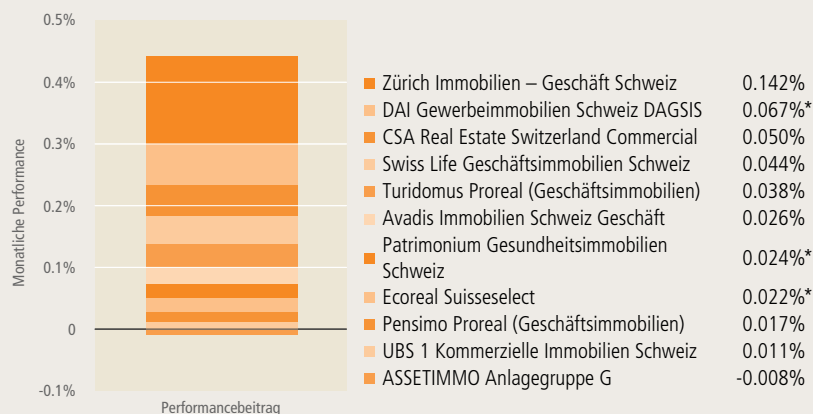 0.5%
0.4%
0.3%
0.2%
0.1%
0
-0.1%
Monatliche Performance
Performancebeitrag
Zürich Immobilien – Geschäft Schweiz 0.142%
DAI Gewerbeimmobilien Schweiz DAGSIS 0.067%*
CSA Real Estate Switzerland Commercial 0.050%
Swiss Life Geschäftsimmobilien Schweiz 0.044%
Turidomus Proreal (Geschäftsimmobilien) 0.038%
Avadis Immobilien Schweiz Geschäft 0.026%
Patrimonium Gesundheitsimmobilien
Schweiz 0.024%*
Ecoreal Suisseselect 0.022%*
Pensimo Proreal (Geschäftsimmobilien) 0.017%
UBS 1 Kommerzielle Immobilien Schweiz 0.011%
ASSETIMMO Anlagegruppe G -0.008%